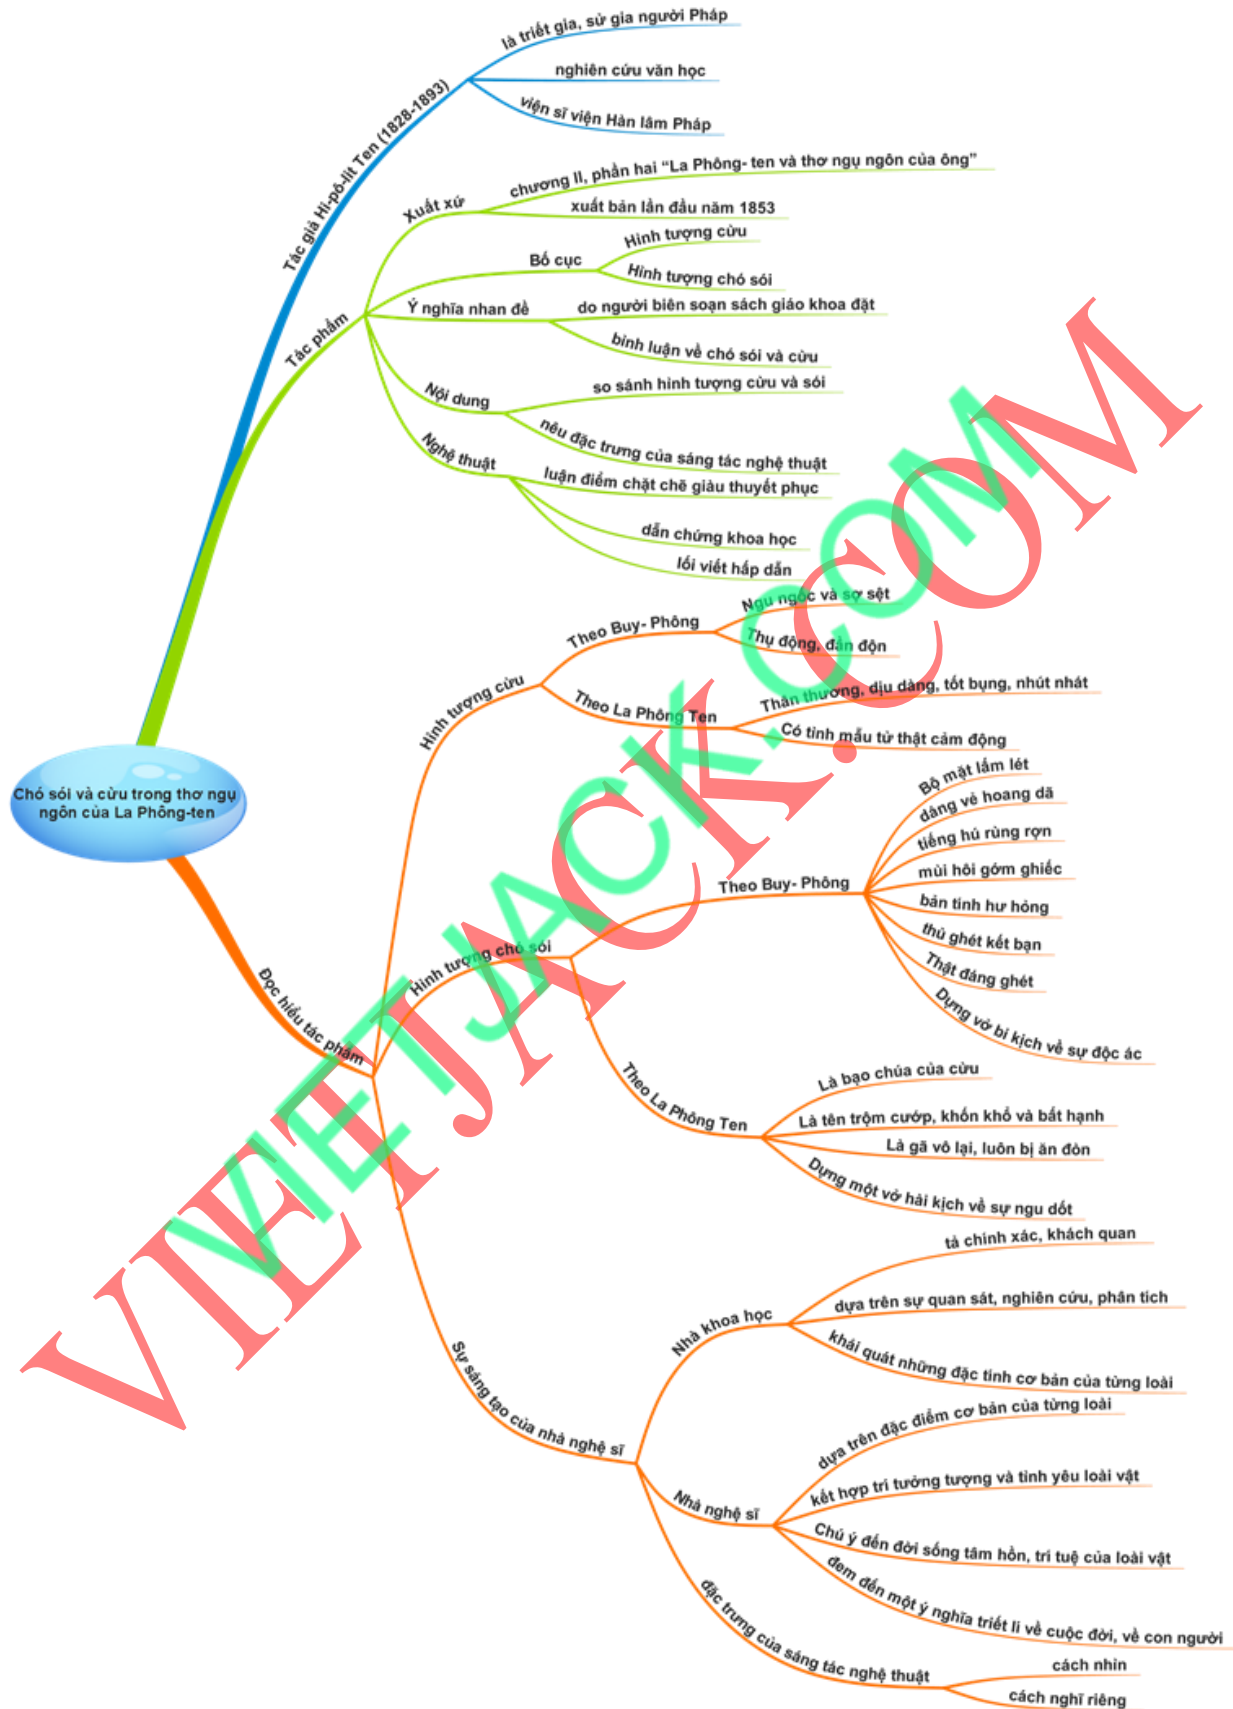 Chó sói và cừu trong thơ ngụ
ngôn của La Phông-ten
Tác giả Hi-pô-lit Ten (1828-1893)
là triết gia, sử gia người Pháp
nghiên cứu văn học
viện sĩ viện Hàn lâm Pháp
Tác phẩm
Xuất xứ
chương II, phần hai “La Phông- ten và thơ ngụ ngôn của ông”
xuất bản lần đầu năm 1853
Bố cục
Hình tượng cừu
Hình tượng chó sói
Ý nghĩa nhan đề
do người biên soạn sách giáo khoa đặt
bình luận về chó sói và cừu
Nội dung
so sánh hình tượng cừu và sói
nêu đặc trưng của sáng tác nghệ thuật
Nghệ thuật
luận điểm chặt chẽ giàu thuyết phục
dẫn chứng khoa học
lối viết hấp dẫn
Đọc hiểu tác phẩm
Hình tượng cừu
Theo Buy- Phông
Ngu ngốc và sợ sệt
Thụ động, đần độn
Theo La Phông Ten
Thân thương, dịu dàng, tốt bụng, nhút nhát
Có tình mẫu tử thật cảm động
Hình tượng chó sói
Theo Buy- Phông
Bộ mặt lấm lét
dáng vẻ hoang dã
tiếng hú rùng rợn
mùi hôi gớm ghiếc
bản tính hư hỏng
thù ghét kết bạn
Thật đáng ghét
Dựng vở bi kịch về sự độc ác
Theo La Phông Ten
Là bạo chúa của cừu
Là tên trộm cướp, khốn khổ và bất hạnh
Là gã vô lại, luôn bị ăn đòn
Dựng một vở hài kịch về sự ngu dốt
Sự sáng tạo của nhà nghệ sĩ
Nhà khoa học
tả chính xác, khách quan
dựa trên sự quan sát, nghiên cứu, phân tích
khái quát những đặc tính cơ bản của từng loài
Nhà nghệ sĩ
dựa trên đặc điểm cơ bản của từng loài
kết hợp trí tưởng tượng và tình yêu loài vật
Chú ý đến đời sống tâm hồn, trí tuệ của loài vật
đem đến một ý nghĩa triết lí về cuộc đời, về con người
đặc trưng của sáng tác nghệ thuật
cách nhìn
cách nghĩ riêng
VIETJACK.COM
VIETJACK.COM